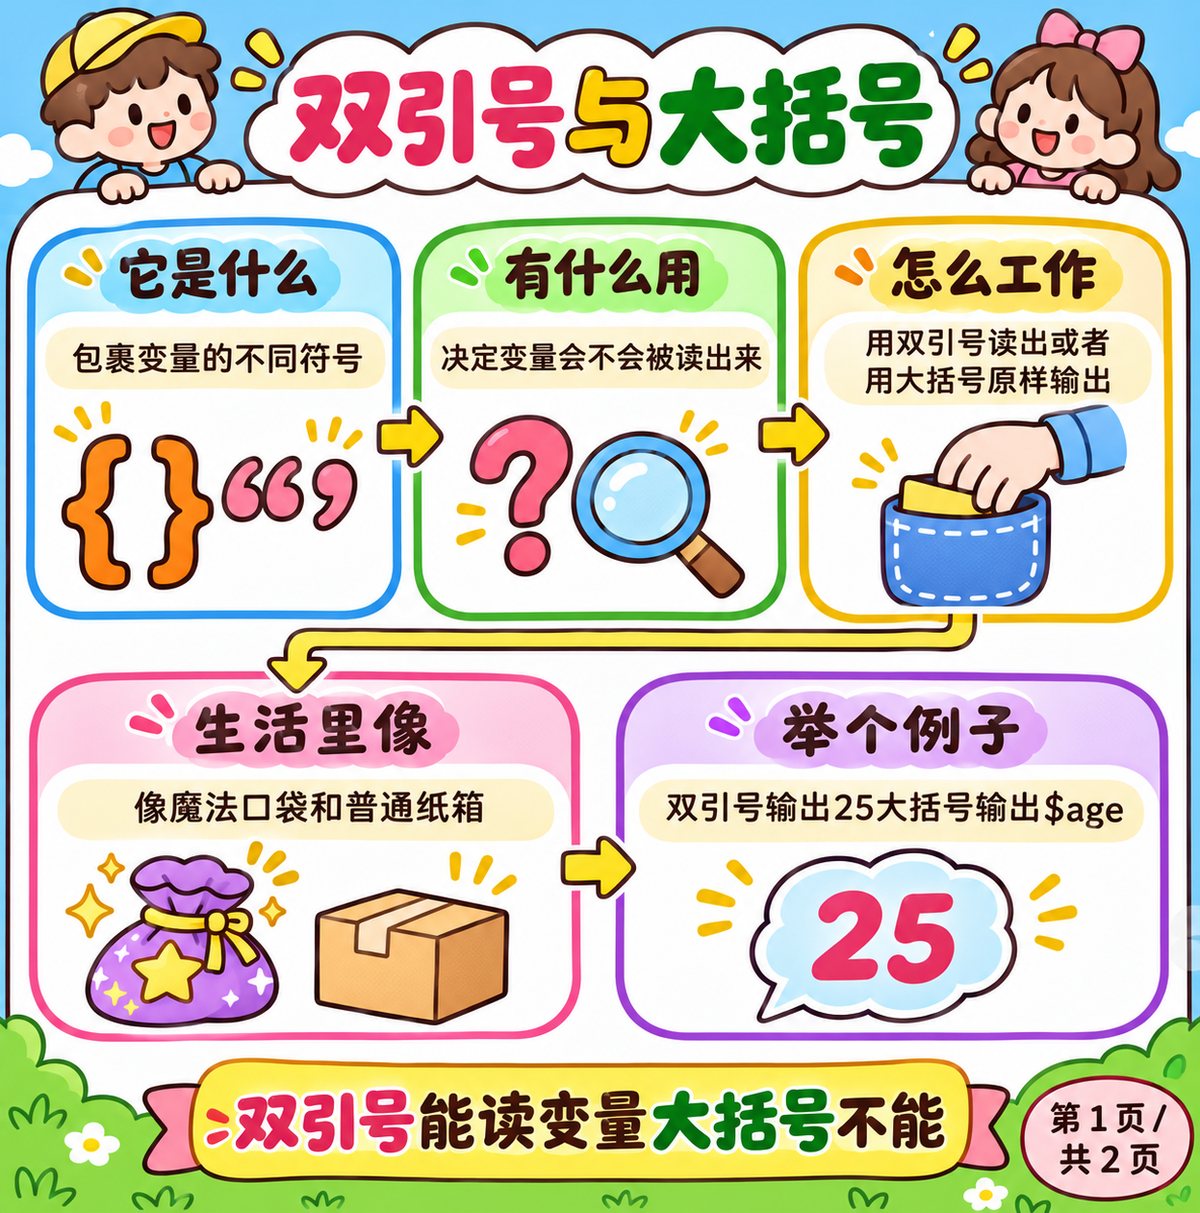 双引号与大括号
它是什么
包裹变量的不同符号
{ } “ ’
有什么用
决定变量会不会被读出来
?
怎么工作
用双引号读出或者
用大括号原样输出
生活里像
像魔法口袋和普通纸箱
举个例子
双引号输出25大括号输出$age
25
双引号能读变量大括号不能
第1页/
共2页